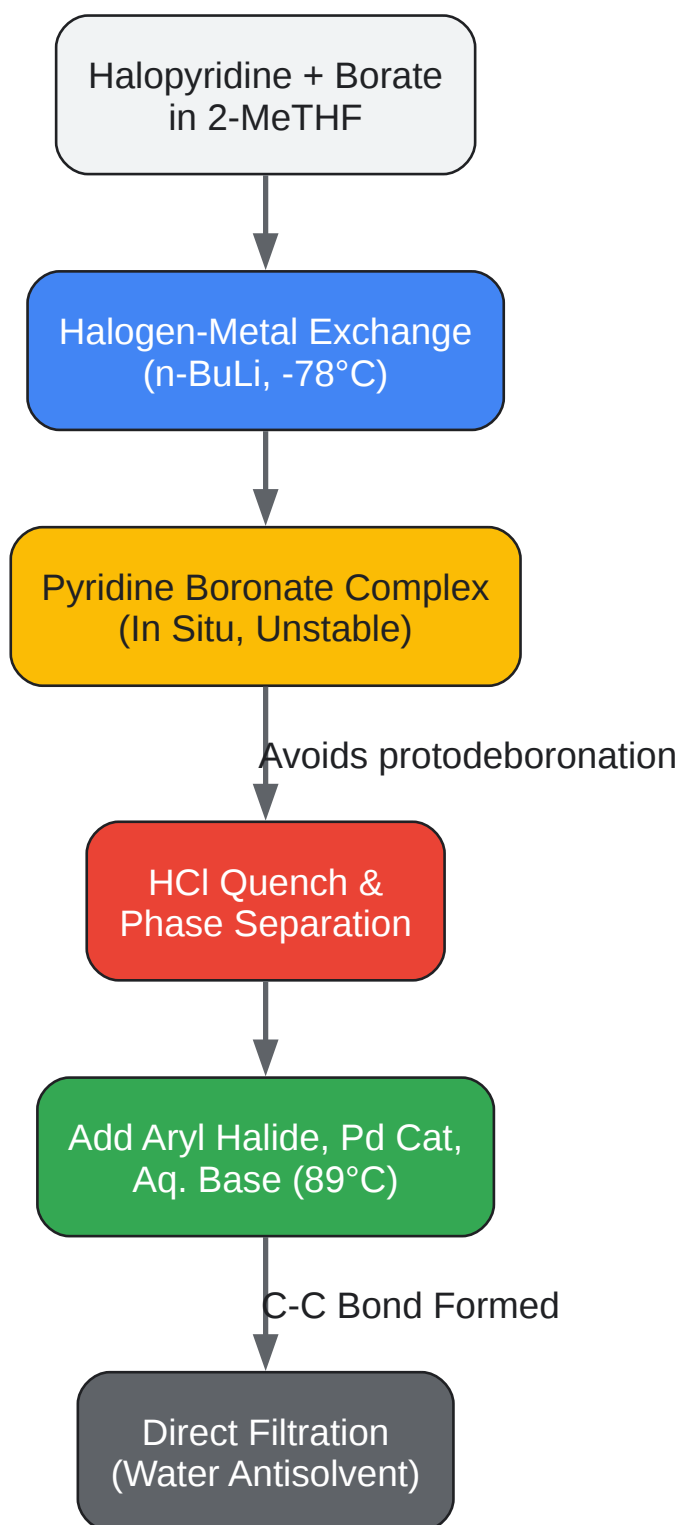 Halopyridine + Borate
in 2-MeTHF
Halogen-Metal Exchange
(n-BuLi, -78°C)
Pyridine Boronate Complex
(In Situ, Unstable)
Avoids protodeboronation
HCl Quench &
Phase Separation
Add Aryl Halide, Pd Cat,
Aq. Base (89°C)
C-C Bond Formed
Direct Filtration
(Water Antisolvent)